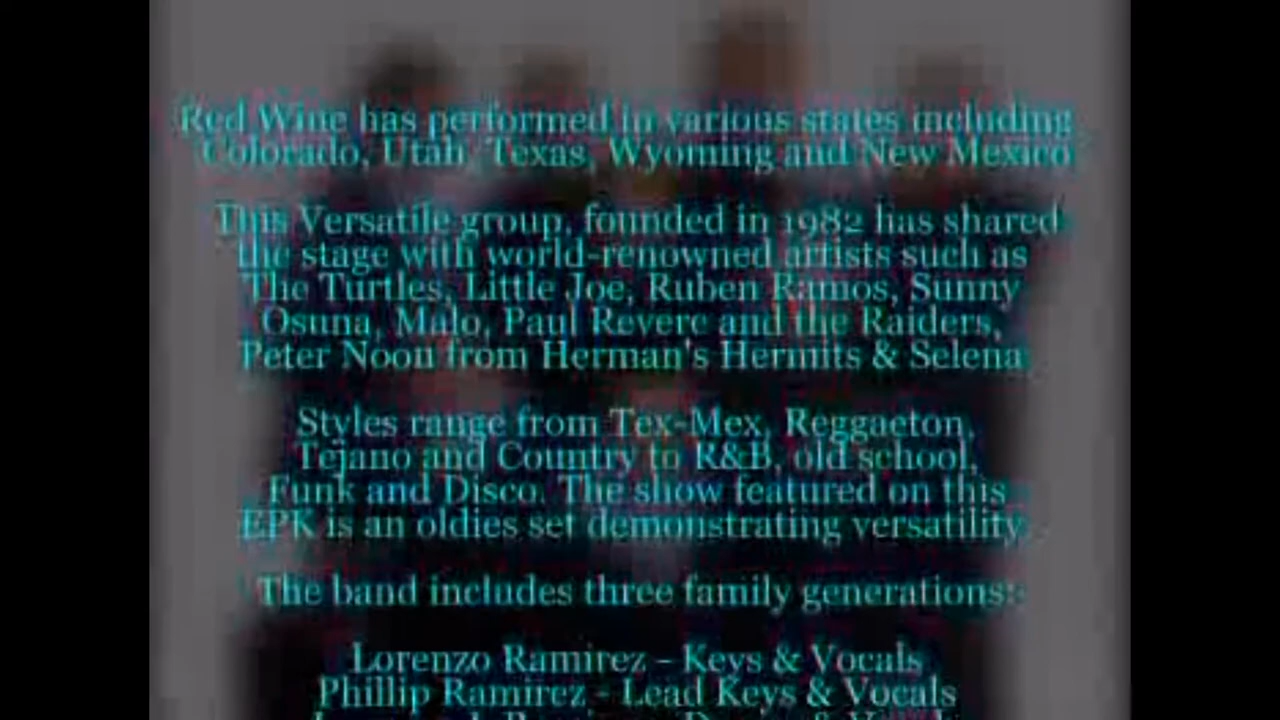 Red Wine has performed in various states including
Colorado, Utah, Texas, Wyoming and New Mexico
This Versatile group, founded in 1982 has shared
the stage with world-renowned artists such as
The Turtles, Little Joe, Ruben Ramos, Sunny
Osuna, Malo, Paul Revere and the Raiders,
Peter Noon from Herman's Hermits & Selena
Styles range from Tex-Mex, Reggaeton,
Tejano and Country to R&B, old school,
Funk and Disco. The show featured on this
EPK is an oldies set demonstrating versatility
The band includes three family generations:
Lorenzo Ramirez - Keys & Vocals
Phillip Ramirez - Lead Keys & Vocals